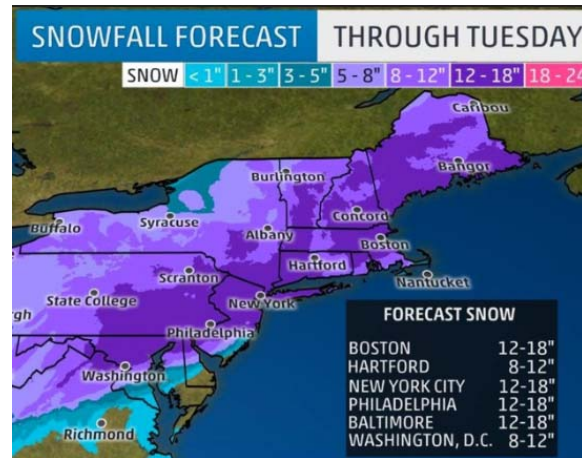 SNOWFALL FORECAST THROUGH TUESDAY
SNOW < 1" 1 - 3" 3 - 5" 5 - 8" 8 - 12" 12 - 18" 18 - 24
Caribou
Burlington
Bangor
Concord
Buffalo
Syracuse
Albany
Boston
Hartford
Scranton
Nantucket
State College
New York
gh
Philadelphia
Washington
Richmond
FORECAST SNOW
BOSTON 12-18"
HARTFORD 8-12"
NEW YORK CITY 12-18"
PHILADELPHIA 12-18"
BALTIMORE 12-18"
WASHINGTON, D.C. 8-12"